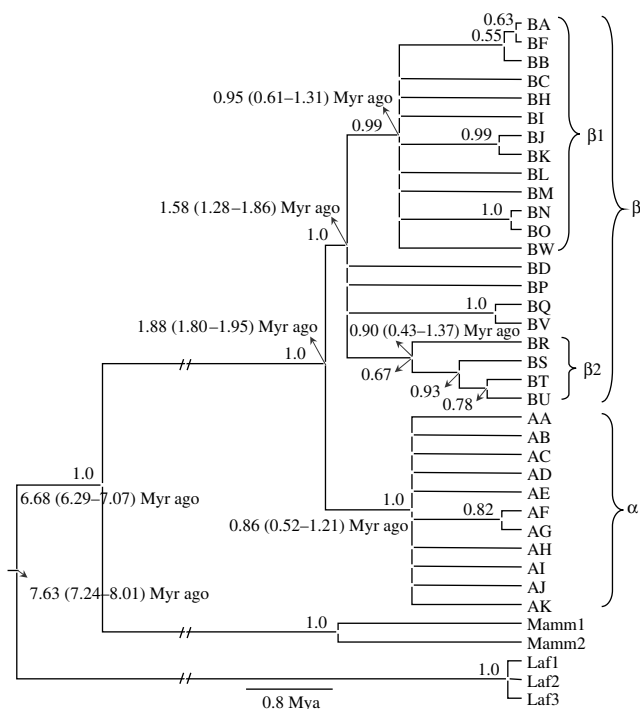 0.63
BA
0.55
BF
BB
BC
0.95 (0.61–1.31) Myr ago
BH
BI
0.99
0.99
BJ
β1
BK
BL
BM
1.58 (1.28–1.86) Myr ago
1.0
BN
β
BO
1.0
BW
BD
BP
1.0
BQ
BV
1.88 (1.80–1.95) Myr ago
0.90 (0.43–1.37) Myr ago
1.0
BR
0.67
BS
β2
0.93
BT
0.78
BU
AA
AB
AC
1.0
AD
6.68 (6.29–7.07) Myr ago
1.0
AE
0.82
AF
α
0.86 (0.52–1.21) Myr ago
AG
AH
AI
7.63 (7.24–8.01) Myr ago
AJ
AK
1.0
Mamm1
Mamm2
1.0
Laf1
Laf2
Laf3
0.8 Mya